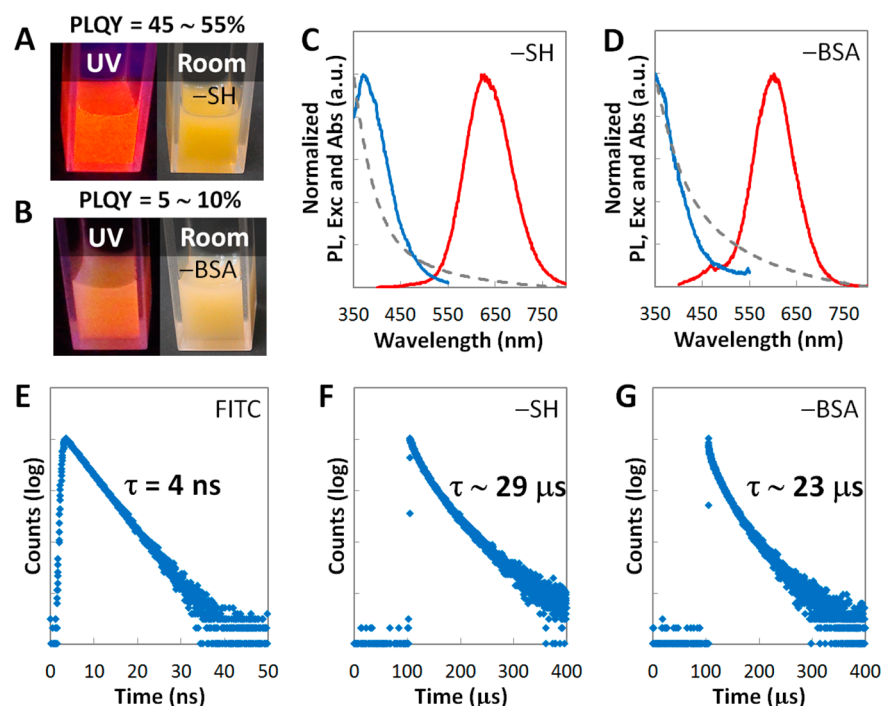 A
PLQY = 45 ~ 55%
UV
Room
–SH
B
PLQY = 5 ~ 10%
UV
Room
–BSA
C
–SH
Normalized
PL, Exc and Abs (a.u.)
350 450 550 650 750
Wavelength (nm)
D
–BSA
Normalized
PL, Exc and Abs (a.u.)
350 450 550 650 750
Wavelength (nm)
E
FITC
τ = 4 ns
Counts (log)
0 10 20 30 40 50
Time (ns)
F
–SH
τ ~ 29 μs
Counts (log)
0 100 200 300 400
Time (μs)
G
–BSA
τ ~ 23 μs
Counts (log)
0 100 200 300 400
Time (μs)